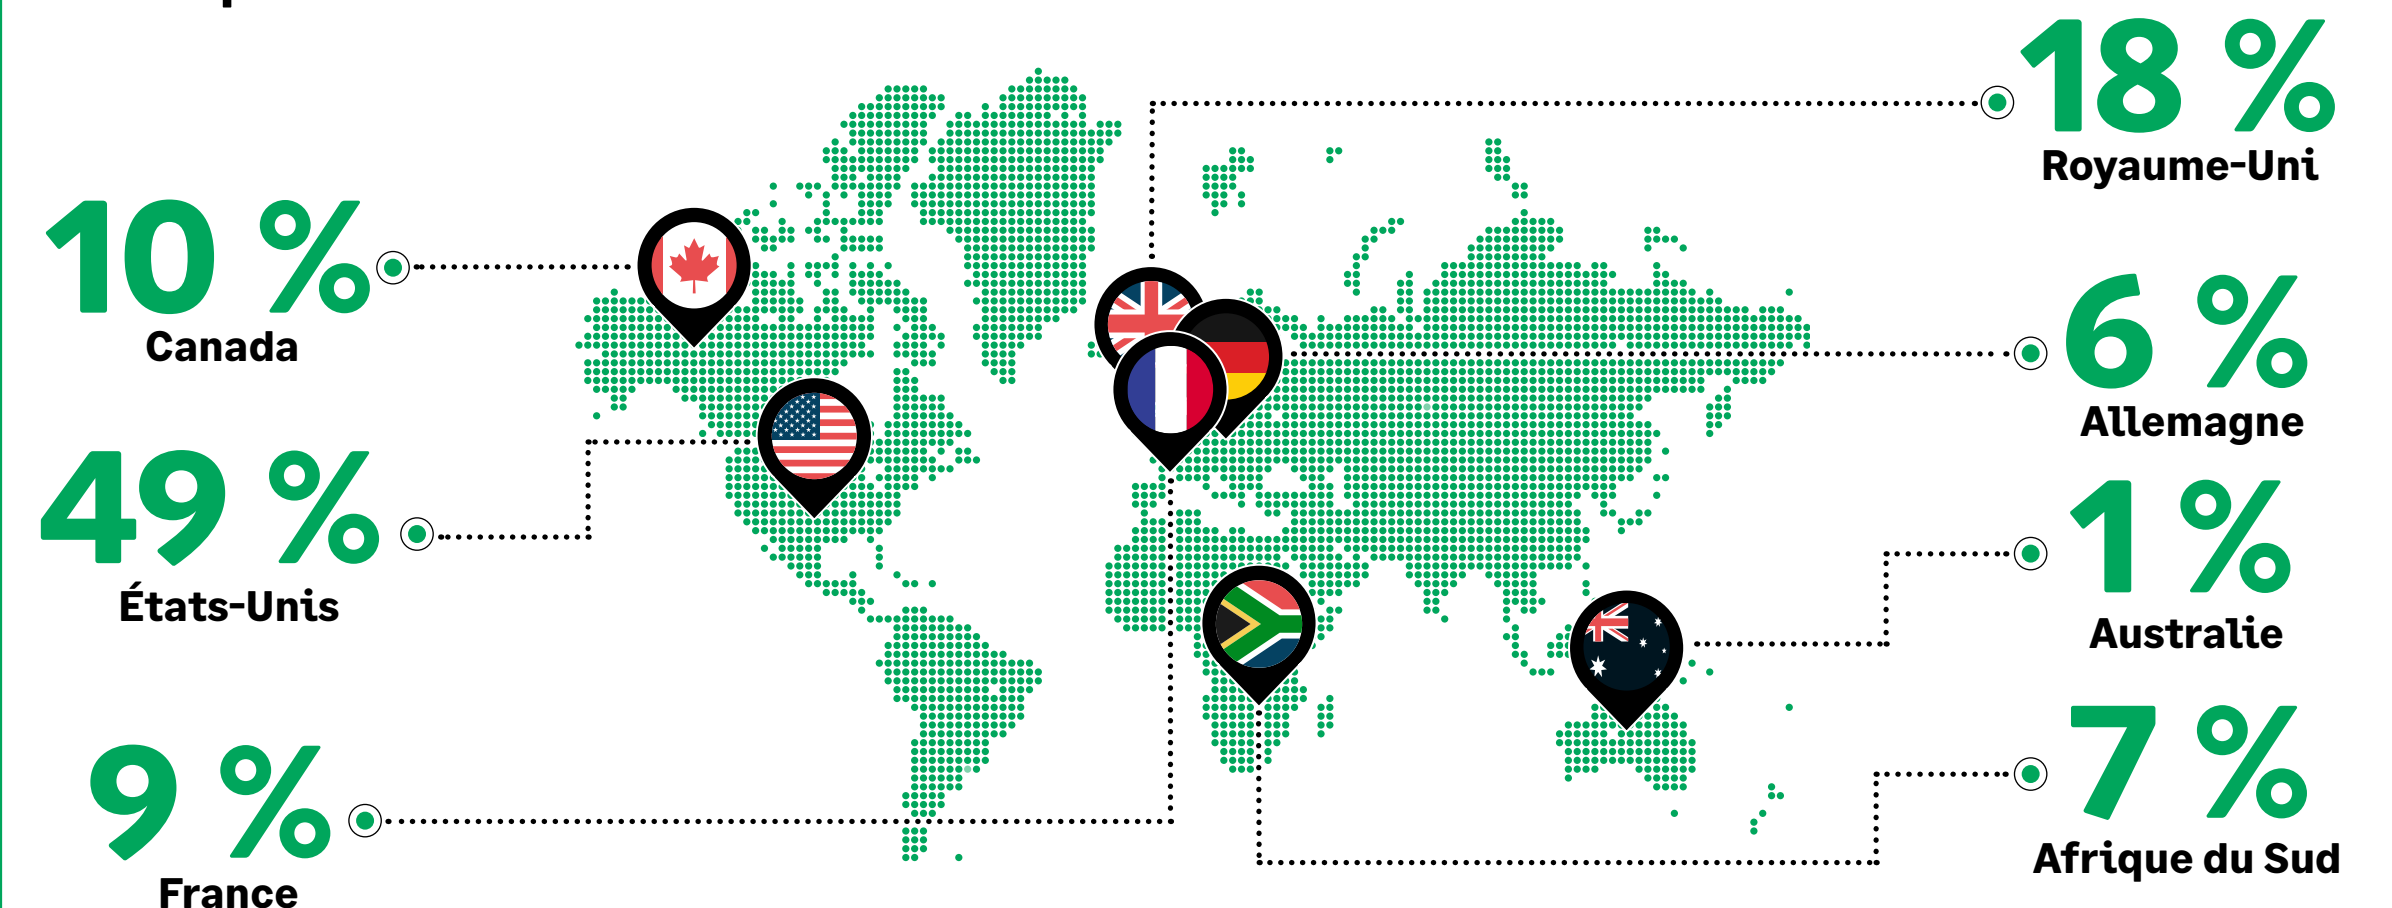 10 %
Canada
49 %
États-Unis
9 %
France
18 %
Royaume-Uni
6 %
Allemagne
1 %
Australie
7 %
Afrique du Sud